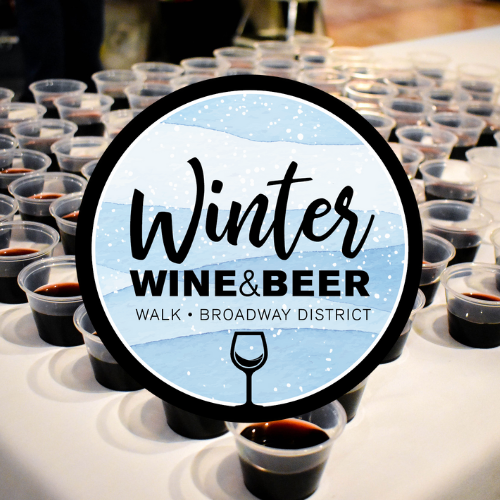 Winter
WINE&BEER
WALK • BROADWAY DISTRICT